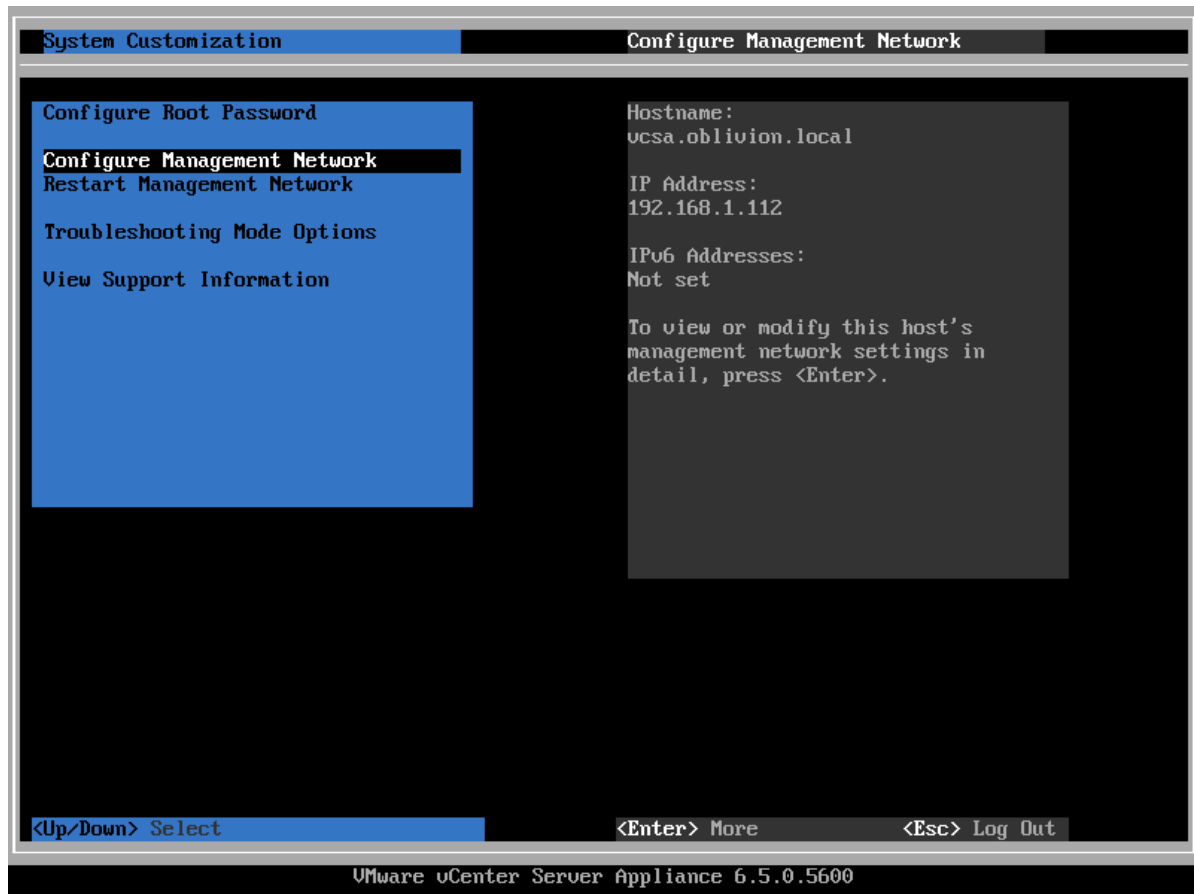 System Customization
Configure Management Network
Configure Root Password
Configure Management Network
Restart Management Network
Troubleshooting Mode Options
View Support Information
Hostname:
vcsa.oblivion.local
IP Address:
192.168.1.112
IPv6 Addresses:
Not set
To view or modify this host's
management network settings in
detail, press <Enter>.
<Up/Down> Select
<Enter> More
<Esc> Log Out
VMware vCenter Server Appliance 6.5.0.5600